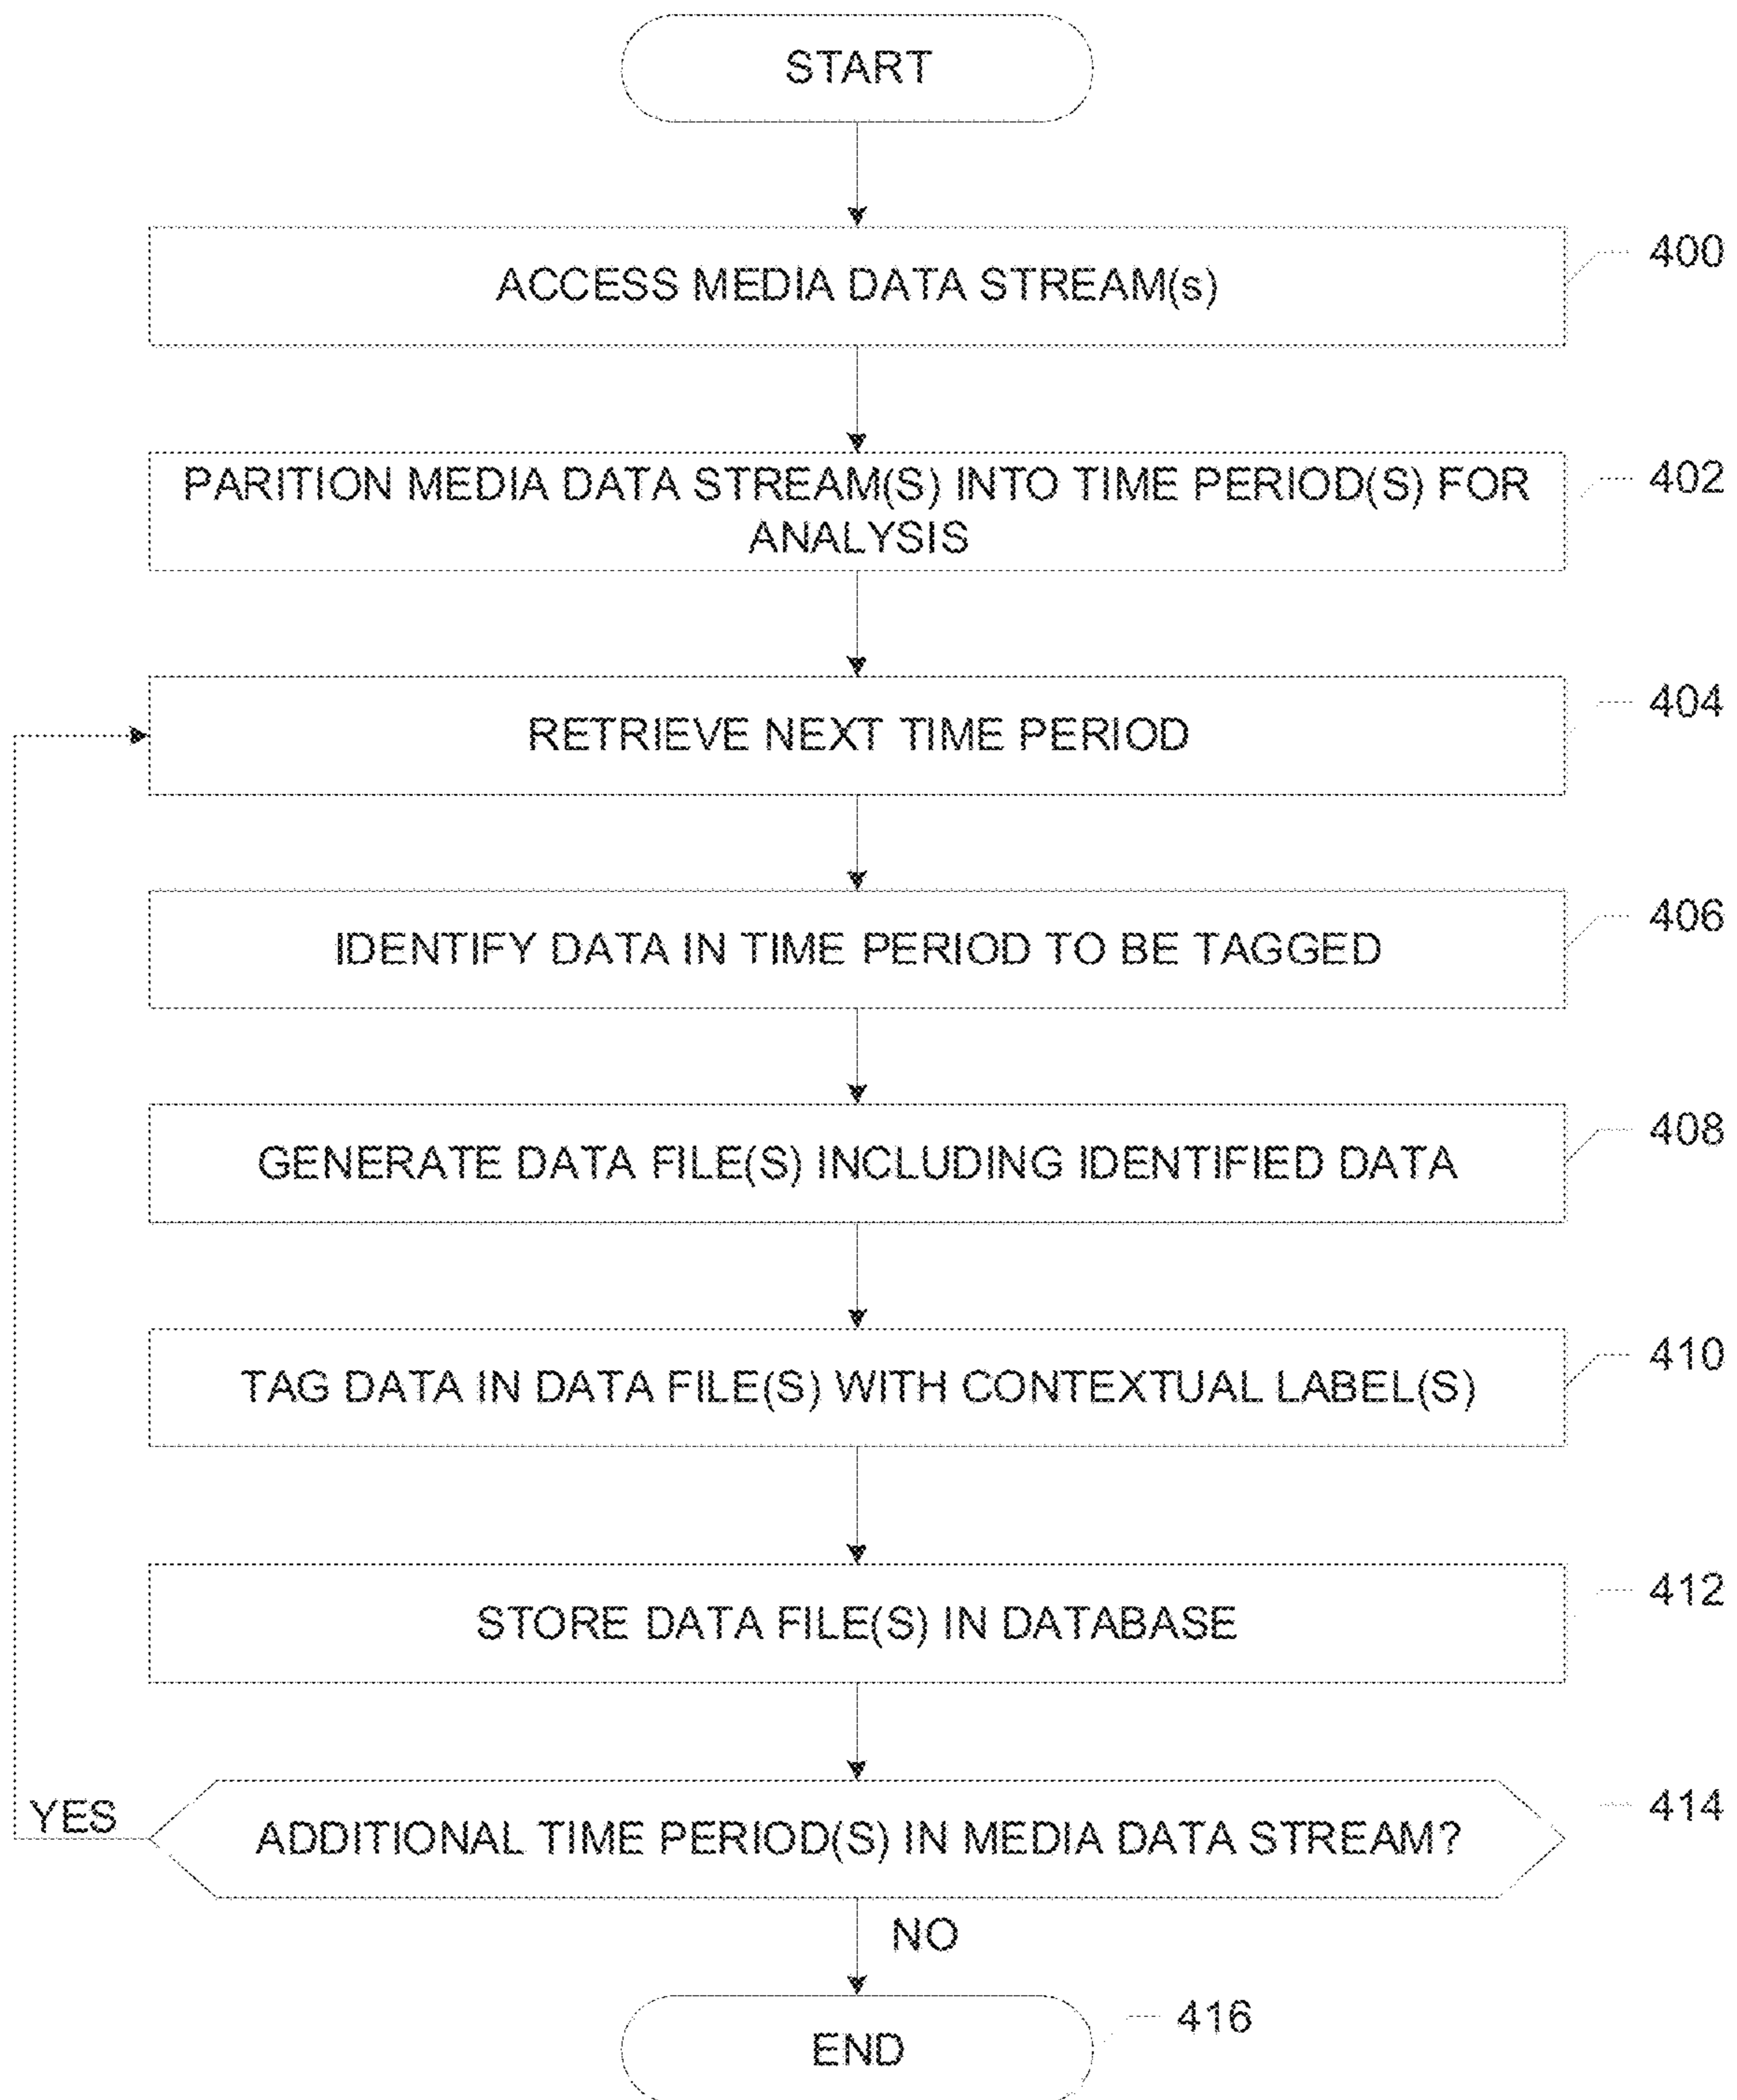 START
ACCESS MEDIA DATA STREAM(s)
400
PARITION MEDIA DATA STREAM(S) INTO TIME PERIOD(S) FOR
ANALYSIS
402
RETRIEVE NEXT TIME PERIOD
404
IDENTIFY DATA IN TIME PERIOD TO BE TAGGED
406
GENERATE DATA FILE(S) INCLUDING IDENTIFIED DATA
408
TAG DATA IN DATA FILE(S) WITH CONTEXTUAL LABEL(S)
410
STORE DATA FILE(S) IN DATABASE
412
YES
ADDITIONAL TIME PERIOD(S) IN MEDIA DATA STREAM?
414
NO
END
416